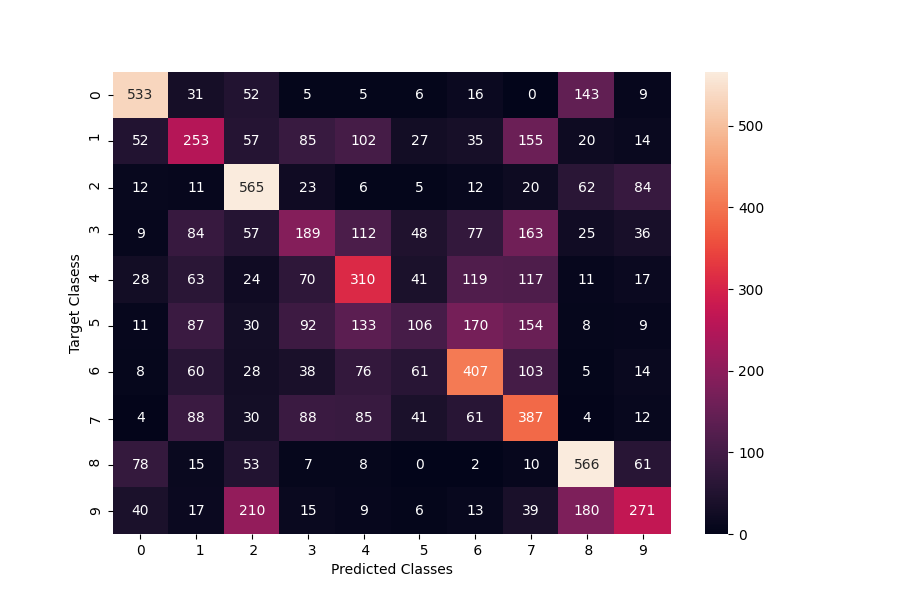 0 533 31 52 5 5 6 16 0 143 9
1 52 253 57 85 102 27 35 155 20 14
2 12 11 565 23 6 5 12 20 62 84
3 9 84 57 189 112 48 77 163 25 36
4 28 63 24 70 310 41 119 117 11 17
5 11 87 30 92 133 106 170 154 8 9
6 8 60 28 38 76 61 407 103 5 14
7 4 88 30 88 85 41 61 387 4 12
8 78 15 53 7 8 0 2 10 566 61
9 40 17 210 15 9 6 13 39 180 271
0 1 2 3 4 5 6 7 8 9
Predicted Classes
Target Clasess
500
400
300
200
100
0